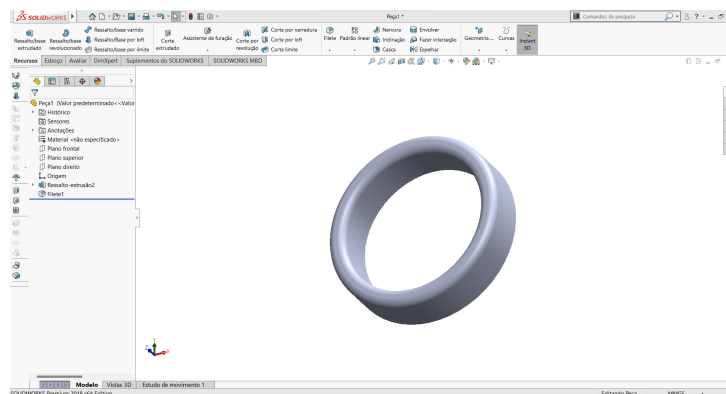 SOLIDWORKS
Peça1 *
Comandos de pesquisa
Ressalto/base extrudado
Ressalto/base revolucionado
Ressalto/base varrido
Ressalto/base por loft
Ressalto/base por limite
Corte extrudado
Assistente de furação
Corte por revolução
Corte por varredura
Corte por loft
Corte limite
Filete
Padrão linear
Nervura
Inclinação
Casca
Envolver
Fazer interseção
Espelhar
Geometria ...
Curvas
Instant 3D
Recursos Esboço Avaliar DimXpert Suplementos do SOLIDWORKS SOLIDWORKS MBD
Peça1 (Valor predeterminado<<Valor
Histórico
Sensores
Anotações
Material <não especificado>
Plano frontal
Plano superior
Plano direito
Origem
Ressalto-extrusão2
Filete1
Y
Z
X
Modelo Vistas 3D Estudo de movimento 1
SOLIDWORKS Premium 2018 x64 Edition
Editando Peça
MMGS